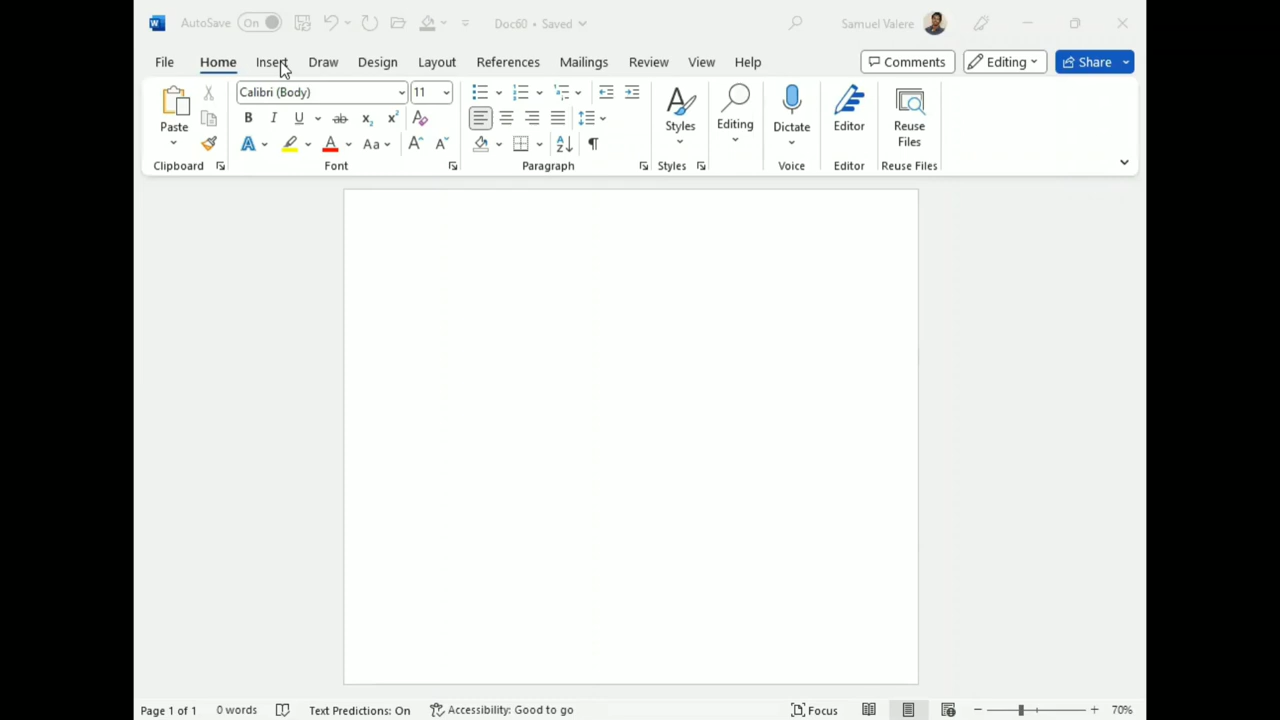 AutoSave On Doc60 • Saved Samuel Valere
File Home Insert Draw Design Layout References Mailings Review View Help Comments Editing Share
Calibri (Body) 11
Paste
B I U ab x₂ x² A
A A Aa A A
Styles Editing Dictate Editor Reuse Files
Clipboard Font Paragraph Styles Voice Editor Reuse Files
Page 1 of 1 0 words Text Predictions: On Accessibility: Good to go Focus 70%